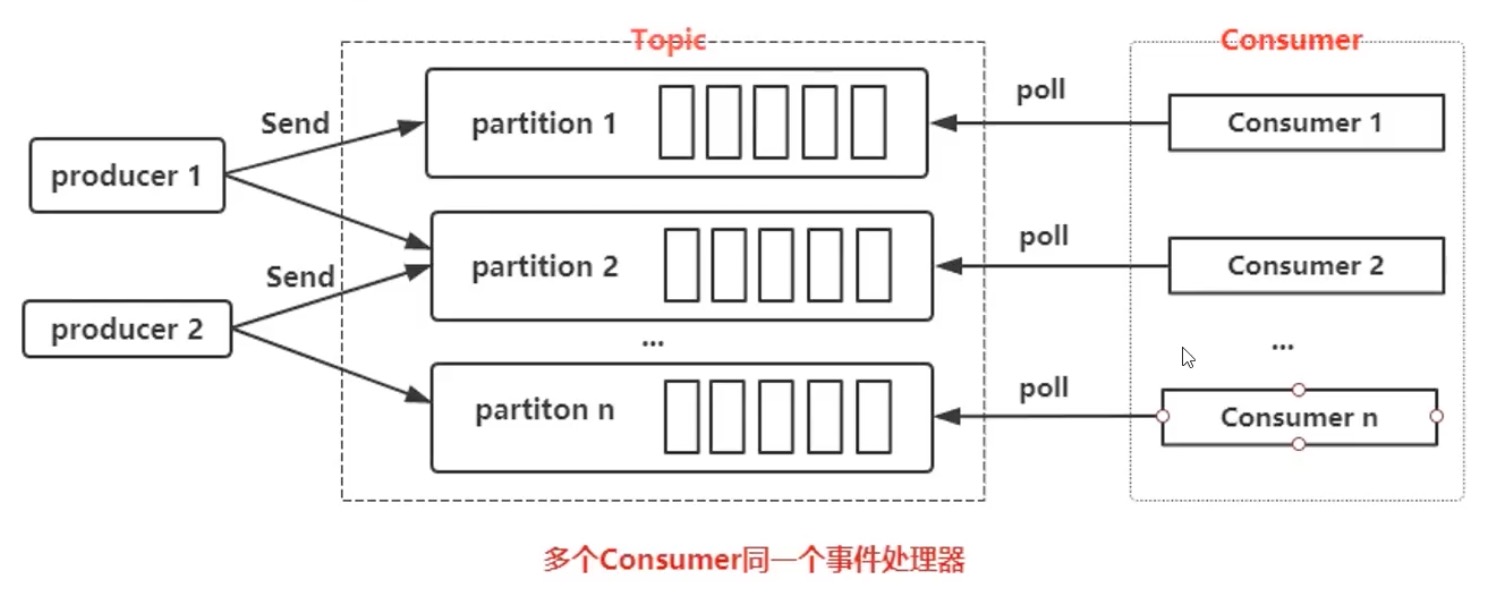 Topic
Consumer
Send
partition 1
poll
Consumer 1
producer 1
partition 2
poll
Consumer 2
Send
producer 2
...
...
partiton n
poll
Consumer n
多个Consumer同一个事件处理器